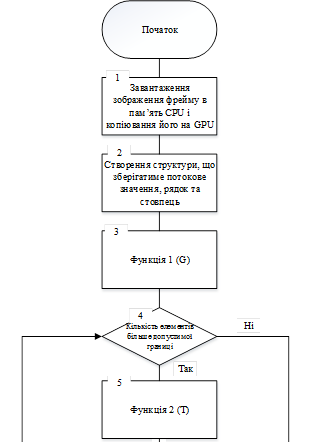 Початок
1
Завантаження
зображення фрейму в
пам'ять CPU і
копіювання його на GPU
2
Створення структури, що
зберігатиме потокове
значення, рядок та
стовпець
3
Функція 1 (G)
4
Кількість елементів
більше допустимої
границі
Ні
Так
5
Функція 2 (T)